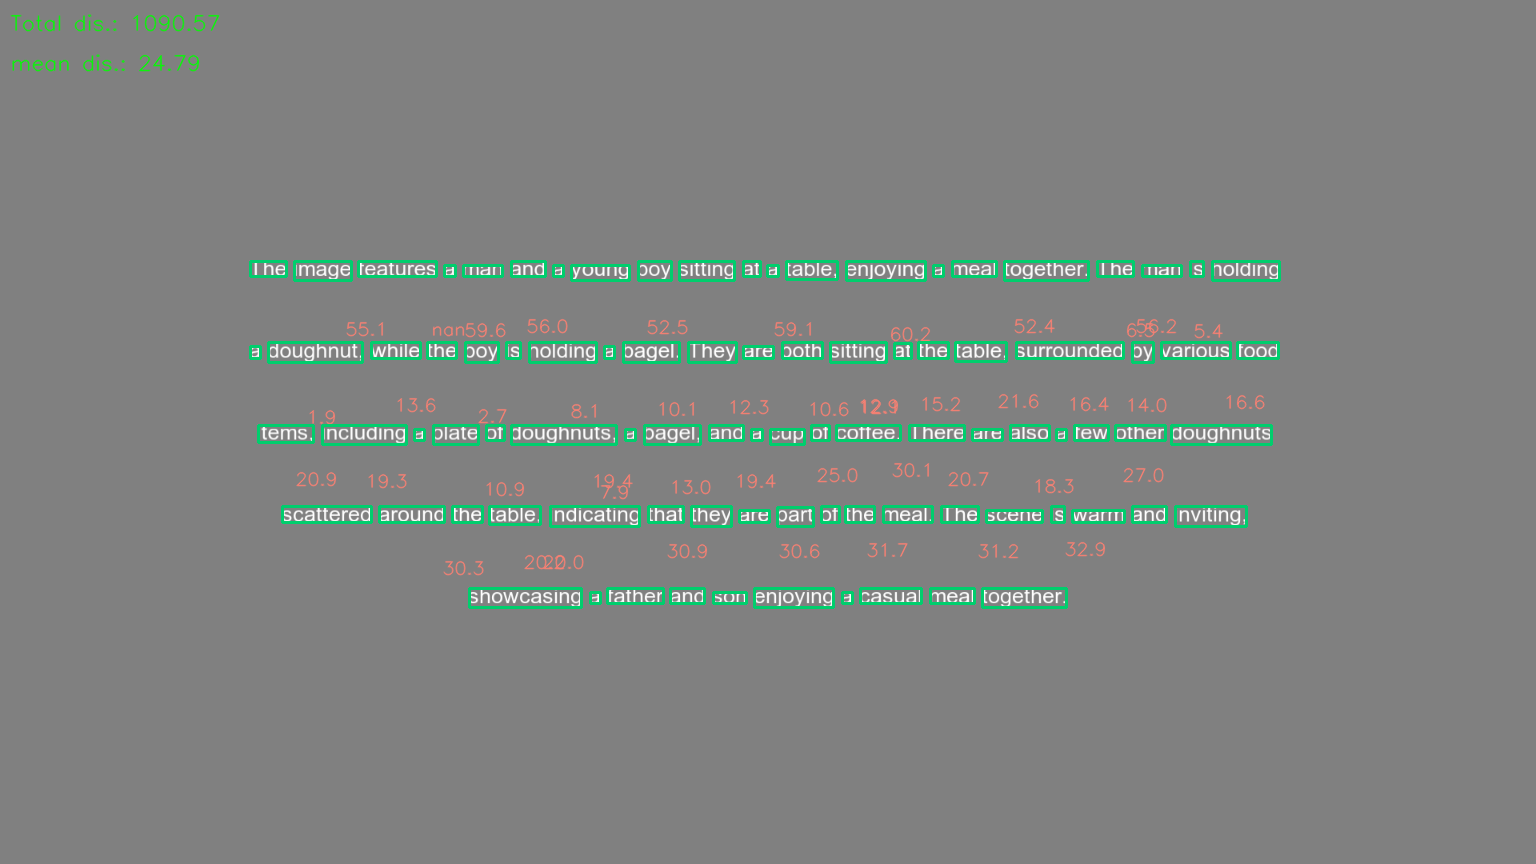 Total dis.: 1090.57
mean dis.: 24.79
The image features a man and a young boy sitting at a table, enjoying a meal together. The man is holding
55.1 nan 59.6 56.0 52.5 59.1 60.2 52.4 56.2 5.4
a doughnut, while the boy is holding a bagel. They are both sitting at the table, surrounded by various food
1.9 13.6 2.7 8.1 10.1 12.3 10.6 15.2 21.6 16.4 14.0 16.6
items, including a plate of doughnuts, a bagel, and a cup of coffee. There are also a few other doughnuts
20.9 19.3 10.9 19.4 7.9 13.0 19.4 25.0 30.1 20.7 18.3 27.0
scattered around the table, indicating that they are part of the meal. The scene is warm and inviting,
30.3 30.9 30.6 31.7 31.2 32.9
showcasing a father and son enjoying a casual meal together.